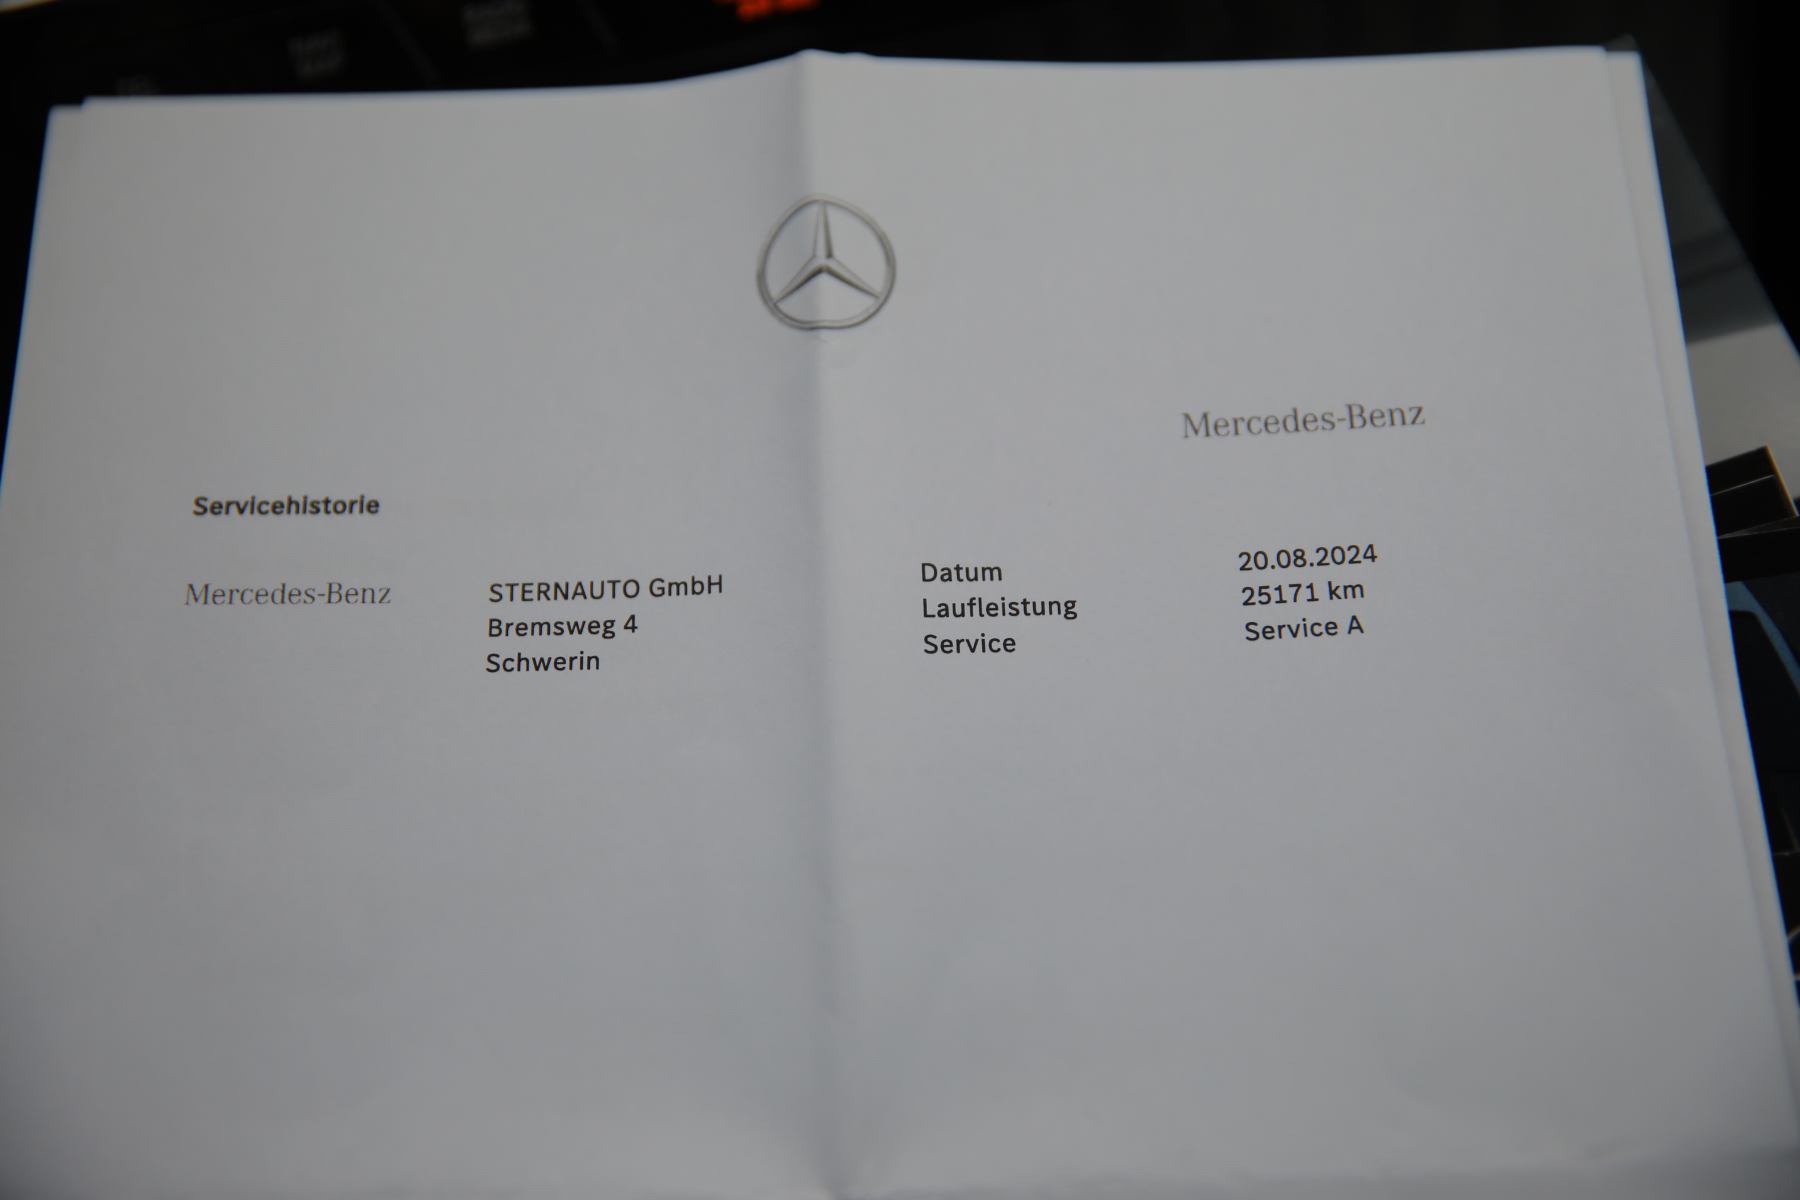 Mercedes-Benz
Servicehistorie
Mercedes-Benz
STERNAUTO GmbH
Bremsweg 4
Schwerin
Datum 20.08.2024
Laufleistung 25171 km
Service Service A